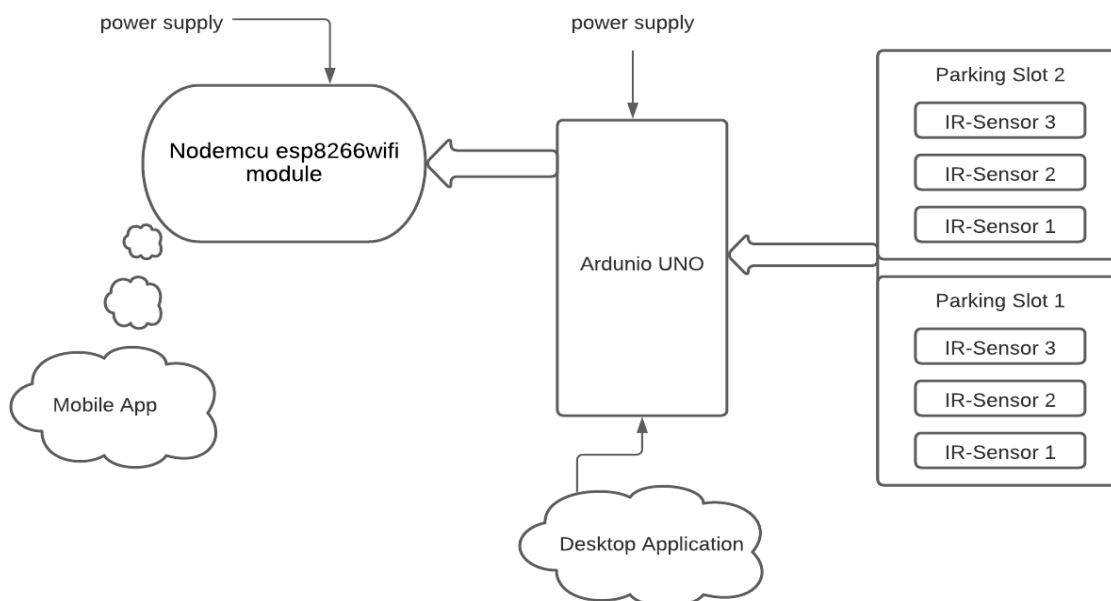 power supply
power supply
Parking Slot 2
IR-Sensor 3
IR-Sensor 2
IR-Sensor 1
Nodemcu esp8266wifi
module
Ardunio UNO
Parking Slot 1
IR-Sensor 3
IR-Sensor 2
IR-Sensor 1
Mobile App
Desktop Application